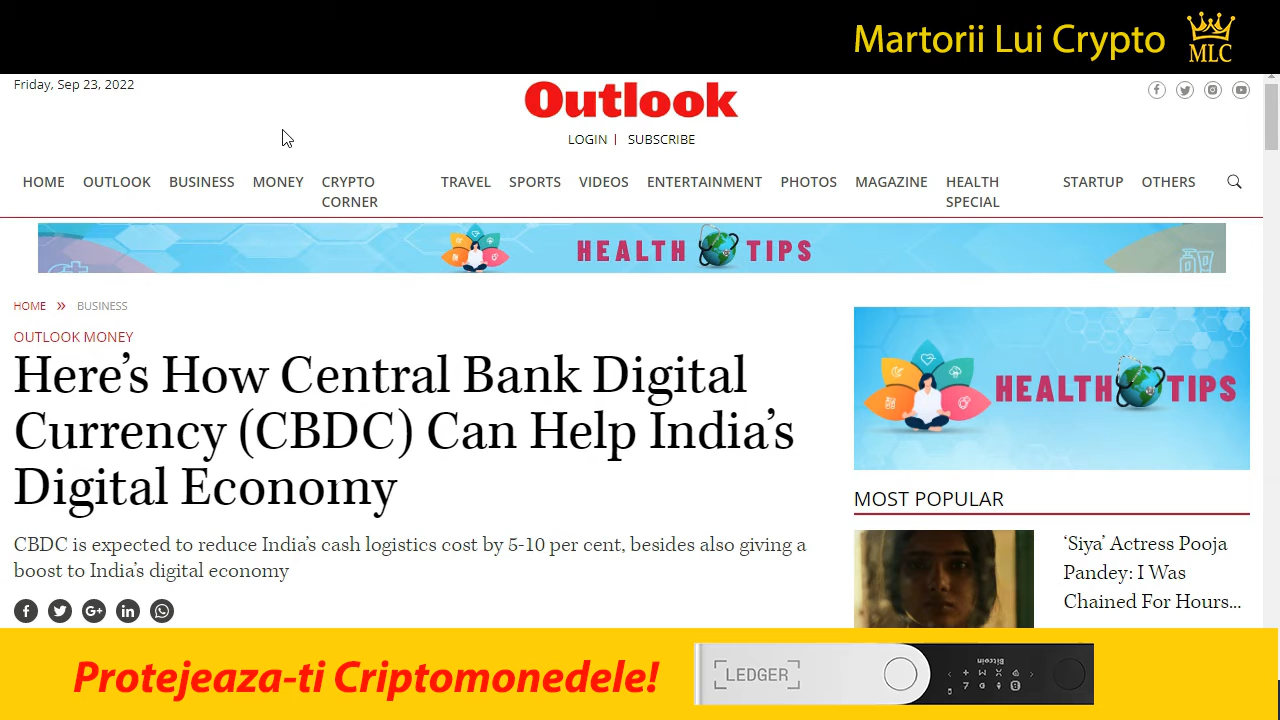 Martorii Lui Crypto
MLC
Friday, Sep 23, 2022
Outlook
LOGIN | SUBSCRIBE
HOME OUTLOOK BUSINESS MONEY CRYPTO CORNER TRAVEL SPORTS VIDEOS ENTERTAINMENT PHOTOS MAGAZINE HEALTH SPECIAL STARTUP OTHERS
HEALTH TIPS
HOME » BUSINESS
OUTLOOK MONEY
Here’s How Central Bank Digital
Currency (CBDC) Can Help India’s
Digital Economy
CBDC is expected to reduce India’s cash logistics cost by 5-10 per cent, besides also giving a
boost to India’s digital economy
HEALTH TIPS
MOST POPULAR
‘Siya’ Actress Pooja
Pandey: I Was
Chained For Hours...
Protejeaza-ti Criptomonedele!
LEDGER
Bitcoin